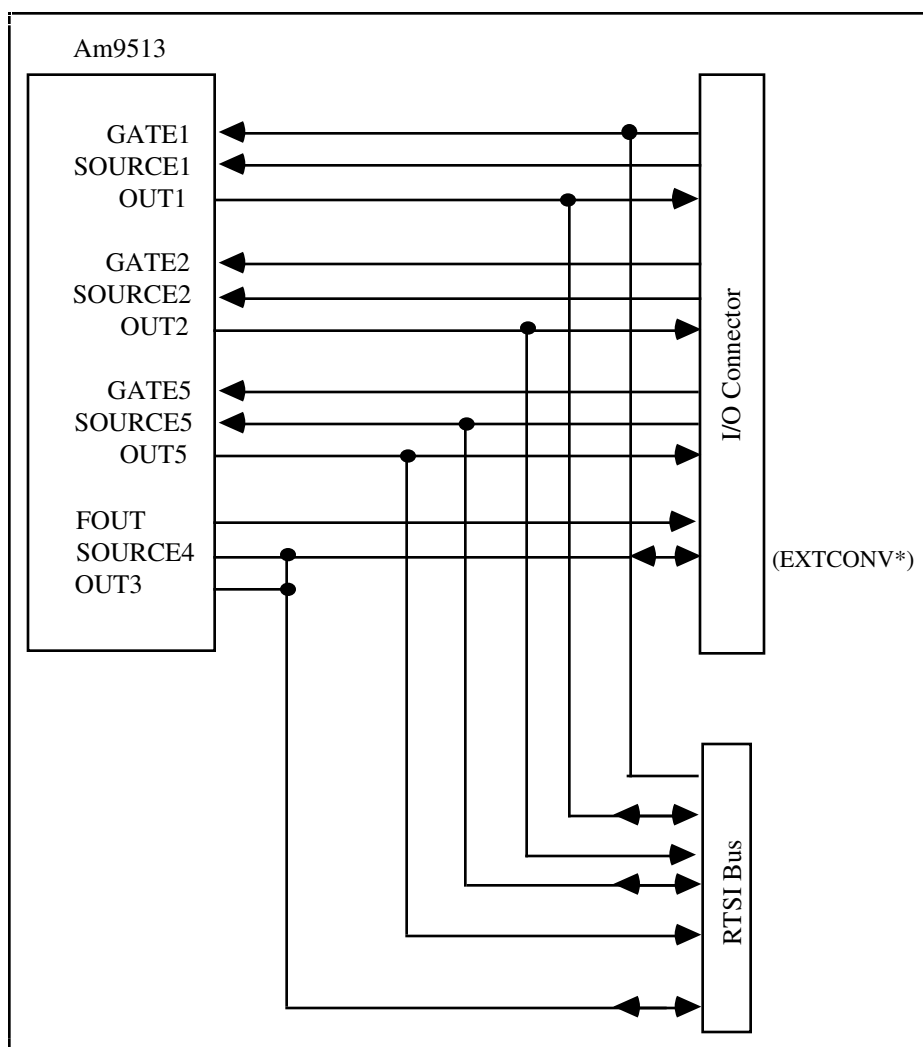 Am9513
GATE1
SOURCE1
OUT1
GATE2
SOURCE2
OUT2
GATE5
SOURCE5
OUT5
FOUT
SOURCE4
OUT3
I/O Connector
(EXTCONV*)
RTSI Bus